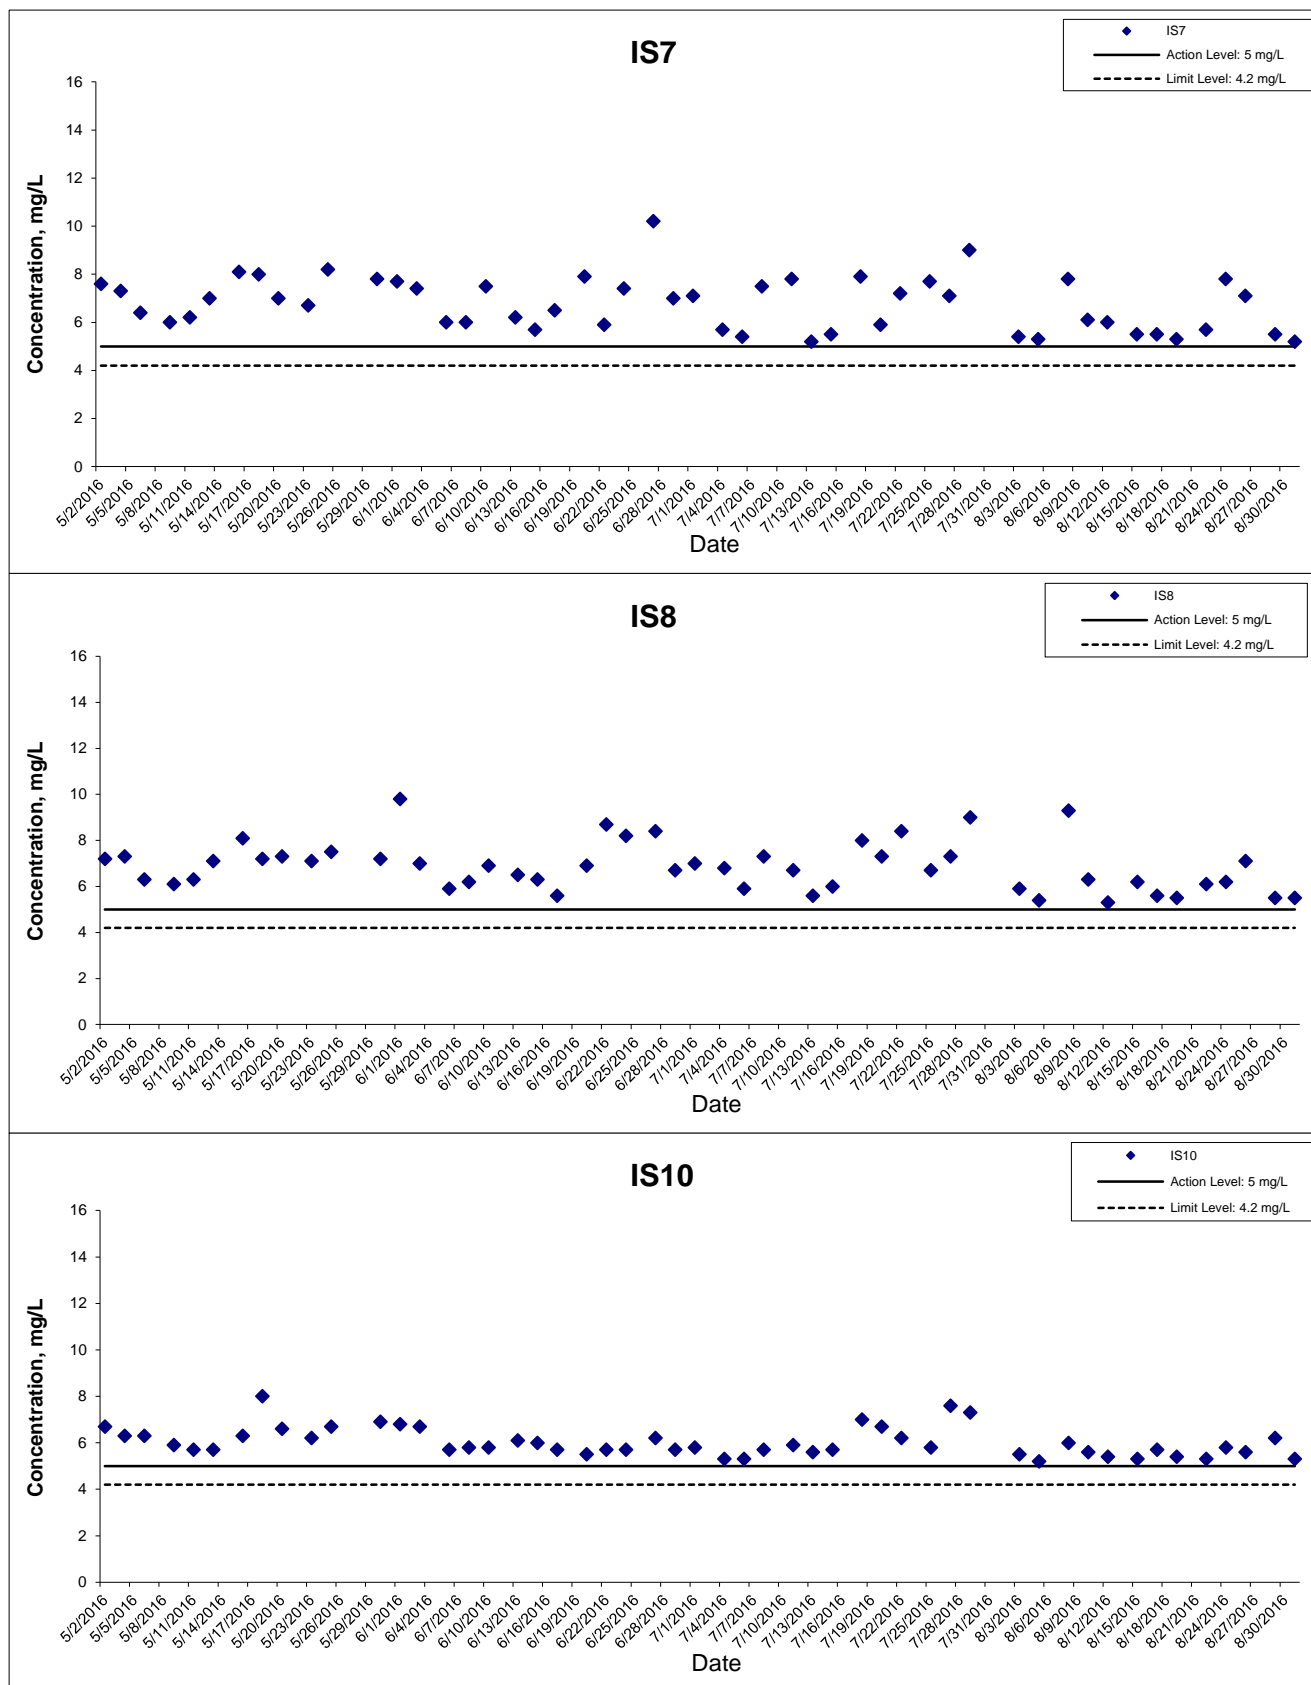 IS7
IS7
Action Level: 5 mg/L
Limit Level: 4.2 mg/L
Concentration, mg/L
16
14
12
10
8
6
4
2
0
5/2/2016 5/5/2016 5/8/2016 5/11/2016 5/14/2016 5/17/2016 5/20/2016 5/23/2016 5/26/2016 5/29/2016 6/1/2016 6/4/2016 6/7/2016 6/10/2016 6/13/2016 6/16/2016 6/19/2016 6/22/2016 6/25/2016 6/28/2016 7/1/2016 7/4/2016 7/7/2016 7/10/2016 7/13/2016 7/16/2016 7/19/2016 7/22/2016 7/25/2016 7/28/2016 7/31/2016 8/3/2016 8/6/2016 8/9/2016 8/12/2016 8/15/2016 8/18/2016 8/21/2016 8/24/2016 8/27/2016 8/30/2016
Date
IS8
IS8
Action Level: 5 mg/L
Limit Level: 4.2 mg/L
Concentration, mg/L
16
14
12
10
8
6
4
2
0
5/2/2016 5/5/2016 5/8/2016 5/11/2016 5/14/2016 5/17/2016 5/20/2016 5/23/2016 5/26/2016 5/29/2016 6/1/2016 6/4/2016 6/7/2016 6/10/2016 6/13/2016 6/16/2016 6/19/2016 6/22/2016 6/25/2016 6/28/2016 7/1/2016 7/4/2016 7/7/2016 7/10/2016 7/13/2016 7/16/2016 7/19/2016 7/22/2016 7/25/2016 7/28/2016 7/31/2016 8/3/2016 8/6/2016 8/9/2016 8/12/2016 8/15/2016 8/18/2016 8/21/2016 8/24/2016 8/27/2016 8/30/2016
Date
IS10
IS10
Action Level: 5 mg/L
Limit Level: 4.2 mg/L
Concentration, mg/L
16
14
12
10
8
6
4
2
0
5/2/2016 5/5/2016 5/8/2016 5/11/2016 5/14/2016 5/17/2016 5/20/2016 5/23/2016 5/26/2016 5/29/2016 6/1/2016 6/4/2016 6/7/2016 6/10/2016 6/13/2016 6/16/2016 6/19/2016 6/22/2016 6/25/2016 6/28/2016 7/1/2016 7/4/2016 7/7/2016 7/10/2016 7/13/2016 7/16/2016 7/19/2016 7/22/2016 7/25/2016 7/28/2016 7/31/2016 8/3/2016 8/6/2016 8/9/2016 8/12/2016 8/15/2016 8/18/2016 8/21/2016 8/24/2016 8/27/2016 8/30/2016
Date